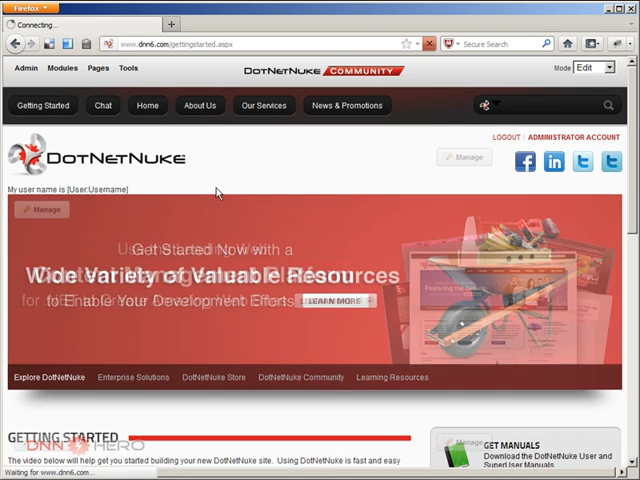 Firefox
Connecting...
www.dnn6.com/gettingstarted.aspx
Secure Search
Admin Modules Pages Tools
DOTNETNUKE COMMUNITY
Mode Edit
Getting Started Chat Home About Us Our Services News & Promotions
LOGOUT ADMINISTRATOR ACCOUNT
DOTNETNUKE
Manage
My user name is [User:Username]
Manage
Get Started Now with a
Wide Variety of Valuable Resources
to Enable Your Development Efforts
LEARN MORE
Explore DotNetNuke Enterprise Solutions DotNetNuke Store DotNetNuke Community Learning Resources
GETTING STARTED
DNN HERO
Manage
GET MANUALS
The video below will help get you started building your new DotNetNuke site. Using DotNetNuke is fast and easy
Download the DotNetNuke User and
SuperUser Manuals
Waiting for www.dnn6.com...